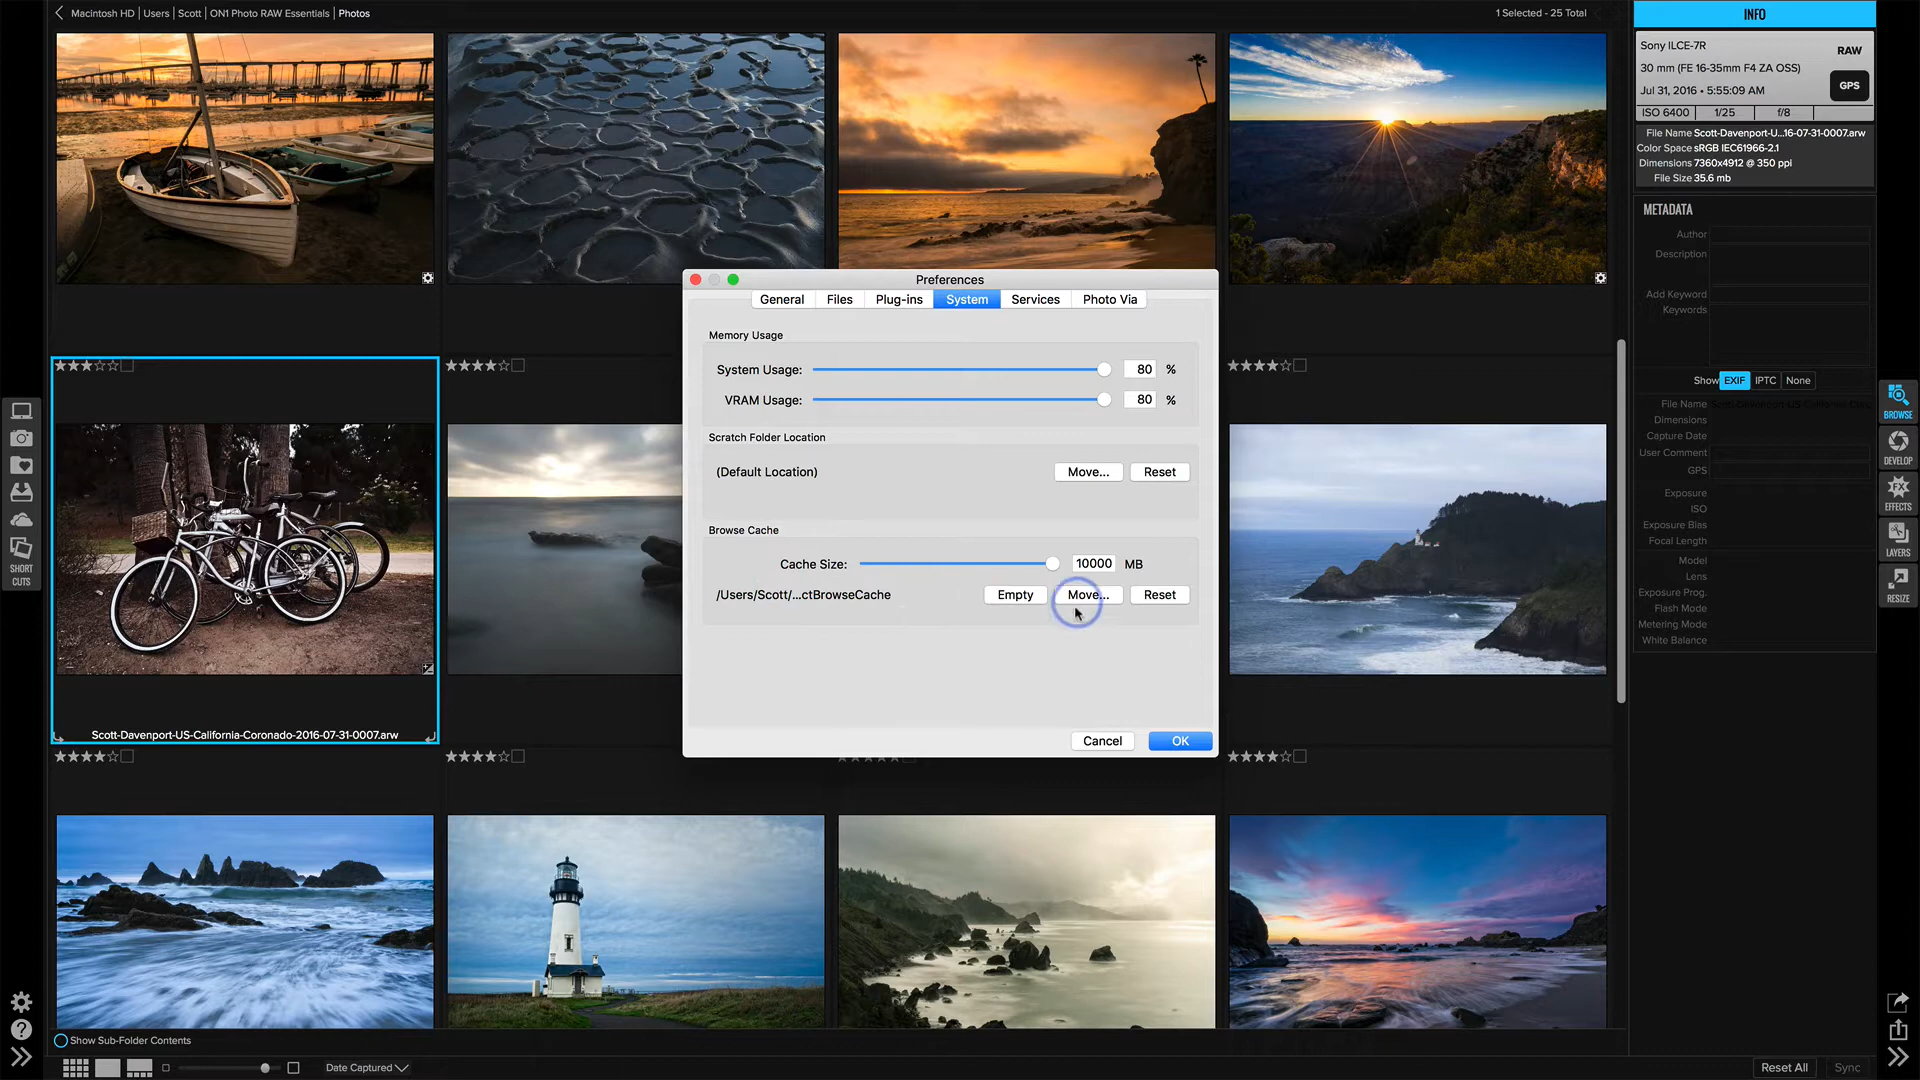 Macintosh HD | Users | Scott | ON1 Photo RAW Essentials | Photos
1 Selected - 25 Total
INFO
Sony ILCE-7R
RAW
30 mm (FE 16-35mm F4 ZA OSS)
Jul 31, 2016 • 5:55:09 AM
GPS
ISO 6400
1/25
f/8
File Name Scott-Davenport-U...16-07-31-0007.arw
Color Space sRGB IEC61966-2.1
Dimensions 7360x4912 @ 350 ppi
File Size 35.6 mb
METADATA
Author
Description
Add Keyword
Keywords
Show EXIF IPTC None
File Name
Dimensions
Capture Date
User Comment
GPS
Exposure
ISO
Exposure Bias
Focal Length
Model
Lens
Exposure Prog.
Flash Mode
Metering Mode
White Balance
BROWSE
DEVELOP
FX
EFFECTS
LAYERS
RESIZE
SHORT
CUTS
Preferences
General Files Plug-ins System Services Photo Via
Memory Usage
System Usage: 80 %
VRAM Usage: 80 %
Scratch Folder Location
(Default Location) Move... Reset
Browse Cache
Cache Size: 10000 MB
/Users/Scott/...ctBrowseCache Empty Move... Reset
Cancel OK
Scott-Davenport-US-California-Coronado-2016-07-31-0007.arw
Show Sub-Folder Contents
Date Captured
Reset All
Sync